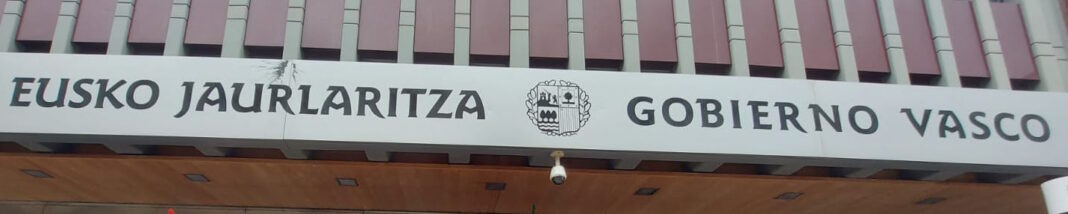 EUSKO JAURLARITZA GOBIERNO VASCO